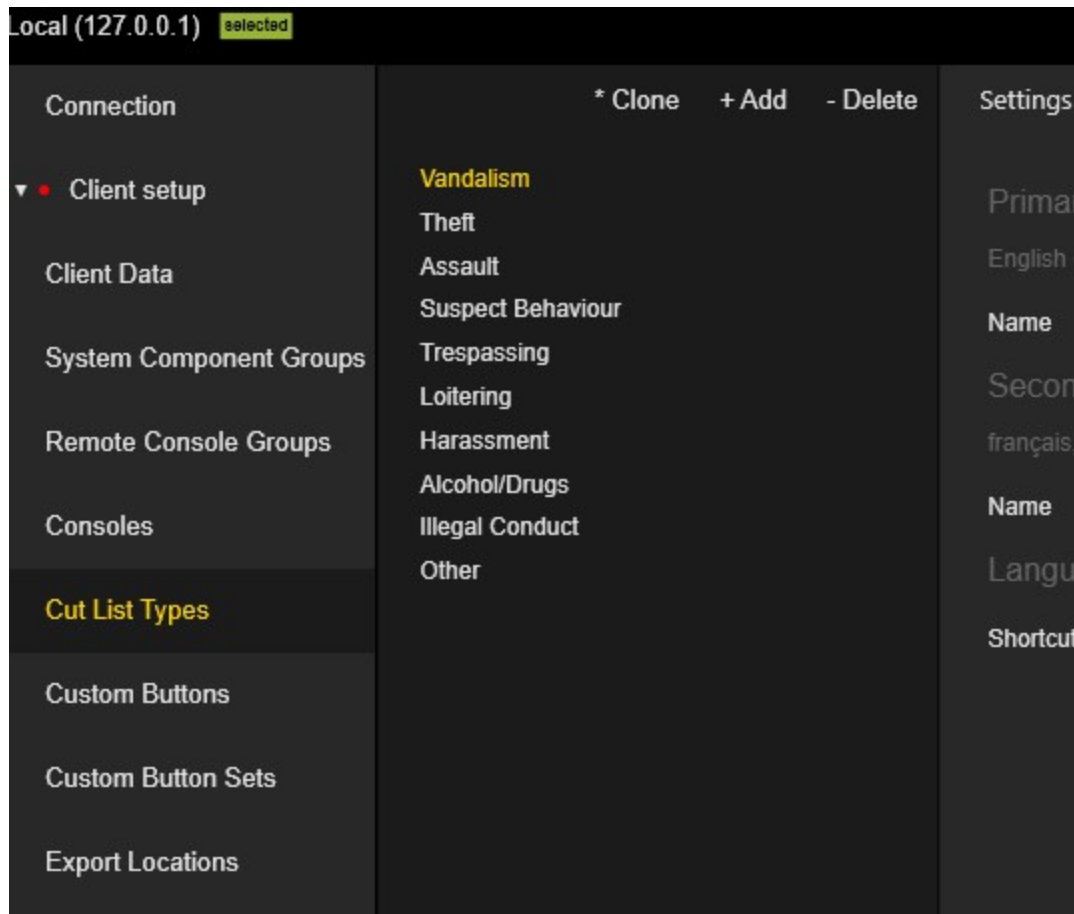 Local (127.0.0.1) selected
Connection
Client setup
Client Data
System Component Groups
Remote Console Groups
Consoles
Cut List Types
Custom Buttons
Custom Button Sets
Export Locations
* Clone + Add - Delete
Vandalism
Theft
Assault
Suspect Behaviour
Trespassing
Loitering
Harassment
Alcohol/Drugs
Illegal Conduct
Other
Settings
English
Name
français
Name
Shortcut